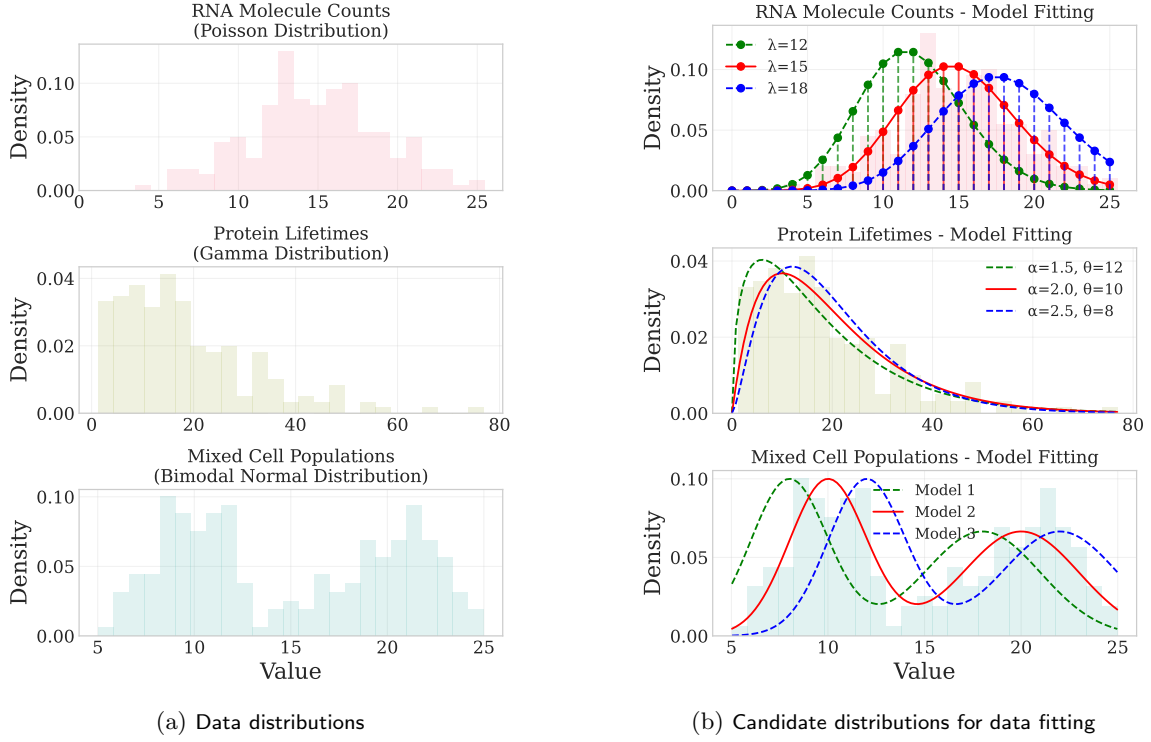 RNA Molecule Counts
(Poisson Distribution)
Density
0.10
0.05
0.00
0 5 10 15 20 25
Protein Lifetimes
(Gamma Distribution)
Density
0.04
0.02
0.00
0 20 40 60 80
Mixed Cell Populations
(Bimodal Normal Distribution)
Density
0.10
0.05
0.00
5 10 15 20 25
Value
(a) Data distributions
RNA Molecule Counts - Model Fitting
Density
0.10
0.05
0.00
λ=12
λ=15
λ=18
0 5 10 15 20 25
Protein Lifetimes - Model Fitting
Density
0.04
0.02
0.00
α=1.5, θ=12
α=2.0, θ=10
α=2.5, θ=8
0 20 40 60 80
Mixed Cell Populations - Model Fitting
Density
0.10
0.05
0.00
Model 1
Model 2
Model 3
5 10 15 20 25
Value
(b) Candidate distributions for data fitting